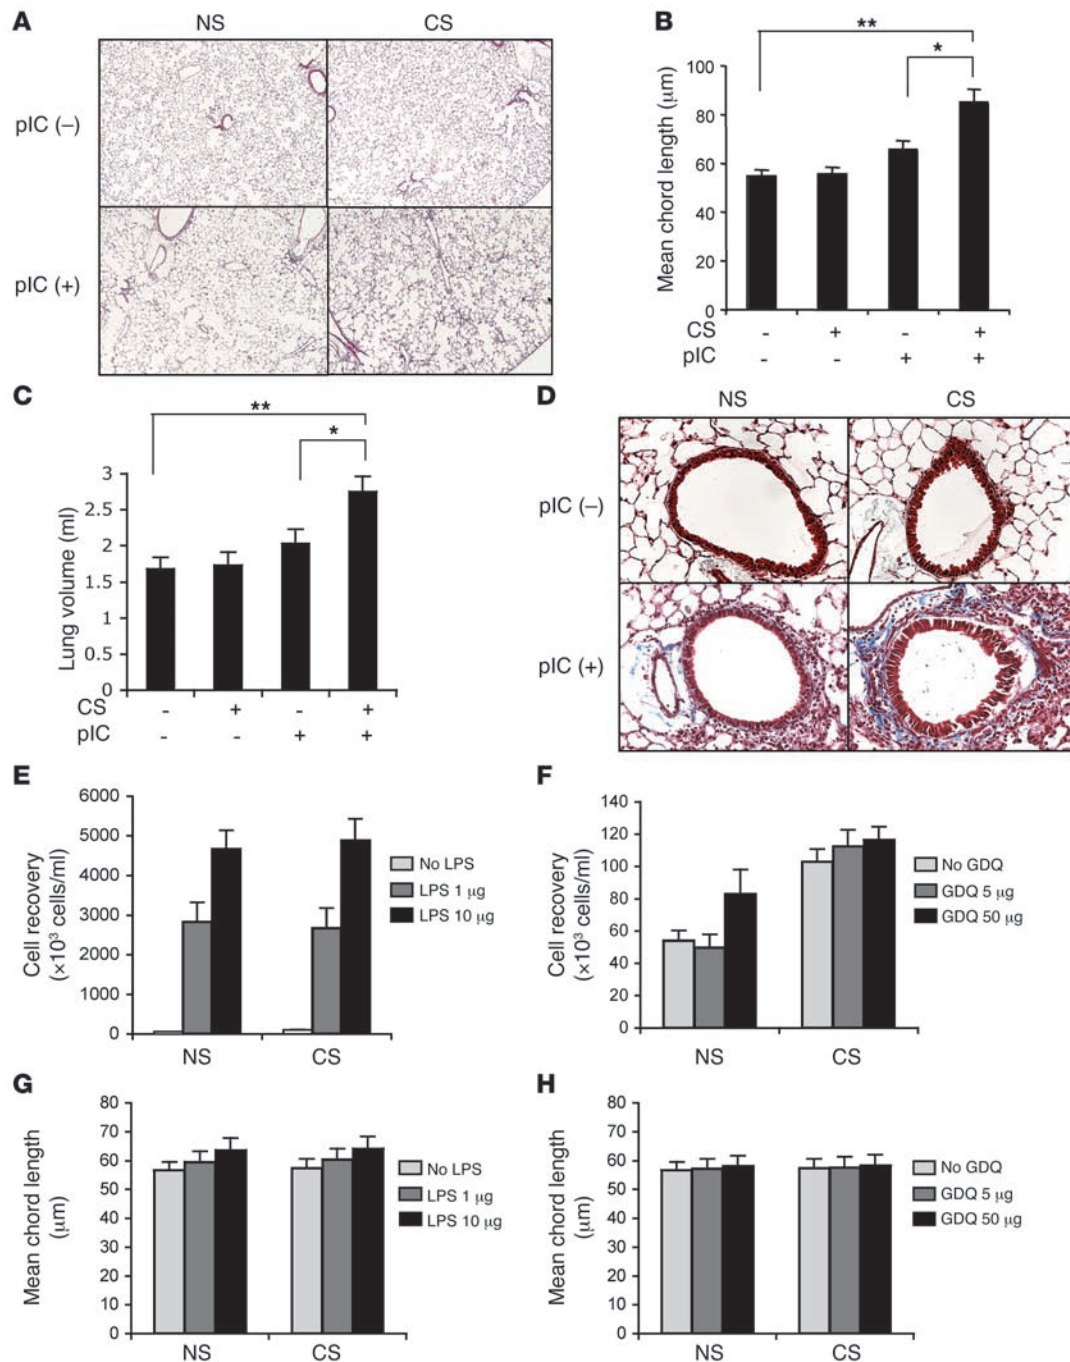 A
NS
CS
pIC (–)
pIC (+)
B
**
*
Mean chord length (μm)
100
80
60
40
20
0
CS
- + - +
pIC
- - + +
C
**
*
Lung volume (ml)
3
2.5
2
1.5
1
0.5
0
CS
- + - +
pIC
- - + +
D
NS
CS
pIC (–)
pIC (+)
E
Cell recovery
(×10³ cells/ml)
6000
5000
4000
3000
2000
1000
0
NS
CS
No LPS
LPS 1 μg
LPS 10 μg
F
Cell recovery
(×10³ cells/ml)
140
120
100
80
60
40
20
0
NS
CS
No GDQ
GDQ 5 μg
GDQ 50 μg
G
Mean chord length
(μm)
80
70
60
50
40
30
20
10
0
NS
CS
No LPS
LPS 1 μg
LPS 10 μg
H
Mean chord length
(μm)
80
70
60
50
40
30
20
10
0
NS
CS
No GDQ
GDQ 5 μg
GDQ 50 μg